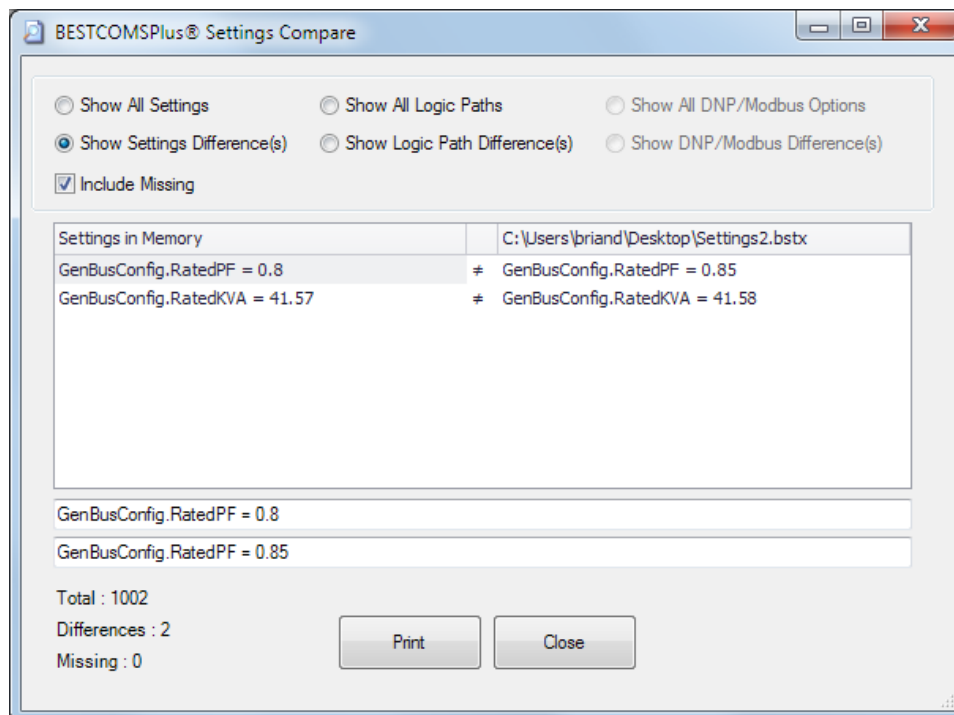 BESTCOMSPlus® Settings Compare
Show All Settings
Show All Logic Paths
Show All DNP/Modbus Options
Show Settings Difference(s)
Show Logic Path Difference(s)
Show DNP/Modbus Difference(s)
Include Missing
Settings in Memory
C:\Users\briand\Desktop\Settings2.bstx
GenBusConfig.RatedPF = 0.8 ≠ GenBusConfig.RatedPF = 0.85
GenBusConfig.RatedKVA = 41.57 ≠ GenBusConfig.RatedKVA = 41.58
GenBusConfig.RatedPF = 0.8
GenBusConfig.RatedPF = 0.85
Total : 1002
Differences : 2
Missing : 0
Print
Close